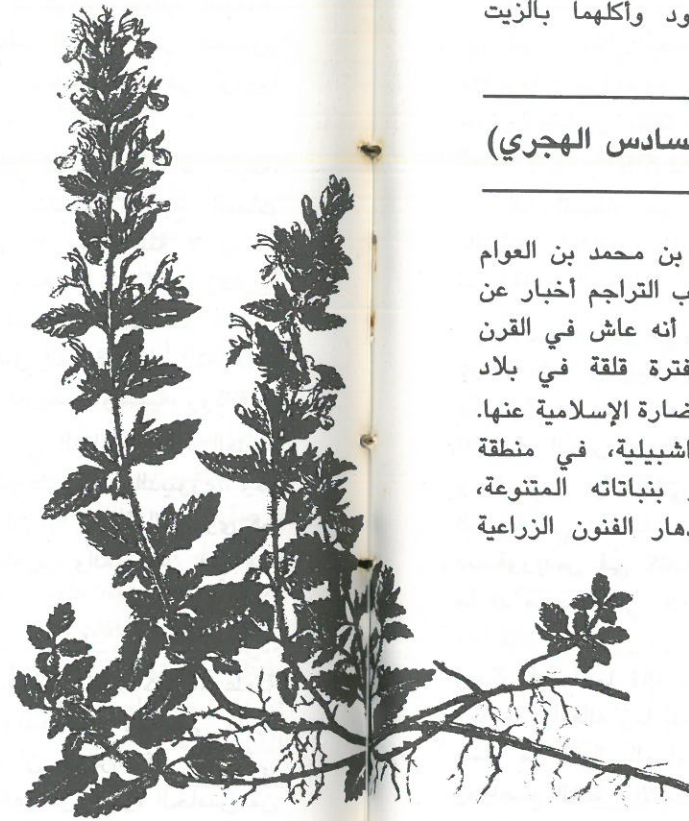 ود وأكلهما بالزيت
سادس الهجري)
بن محمد بن العوام
ب التراجم أخبار عن
أنه عاش في القرن
فترة قلقة في بلاد
ضارة الإسلامية عنها.
اشبيلية، في منطقة
بنباتاته المتنوعة،
دهار الفنون الزراعية